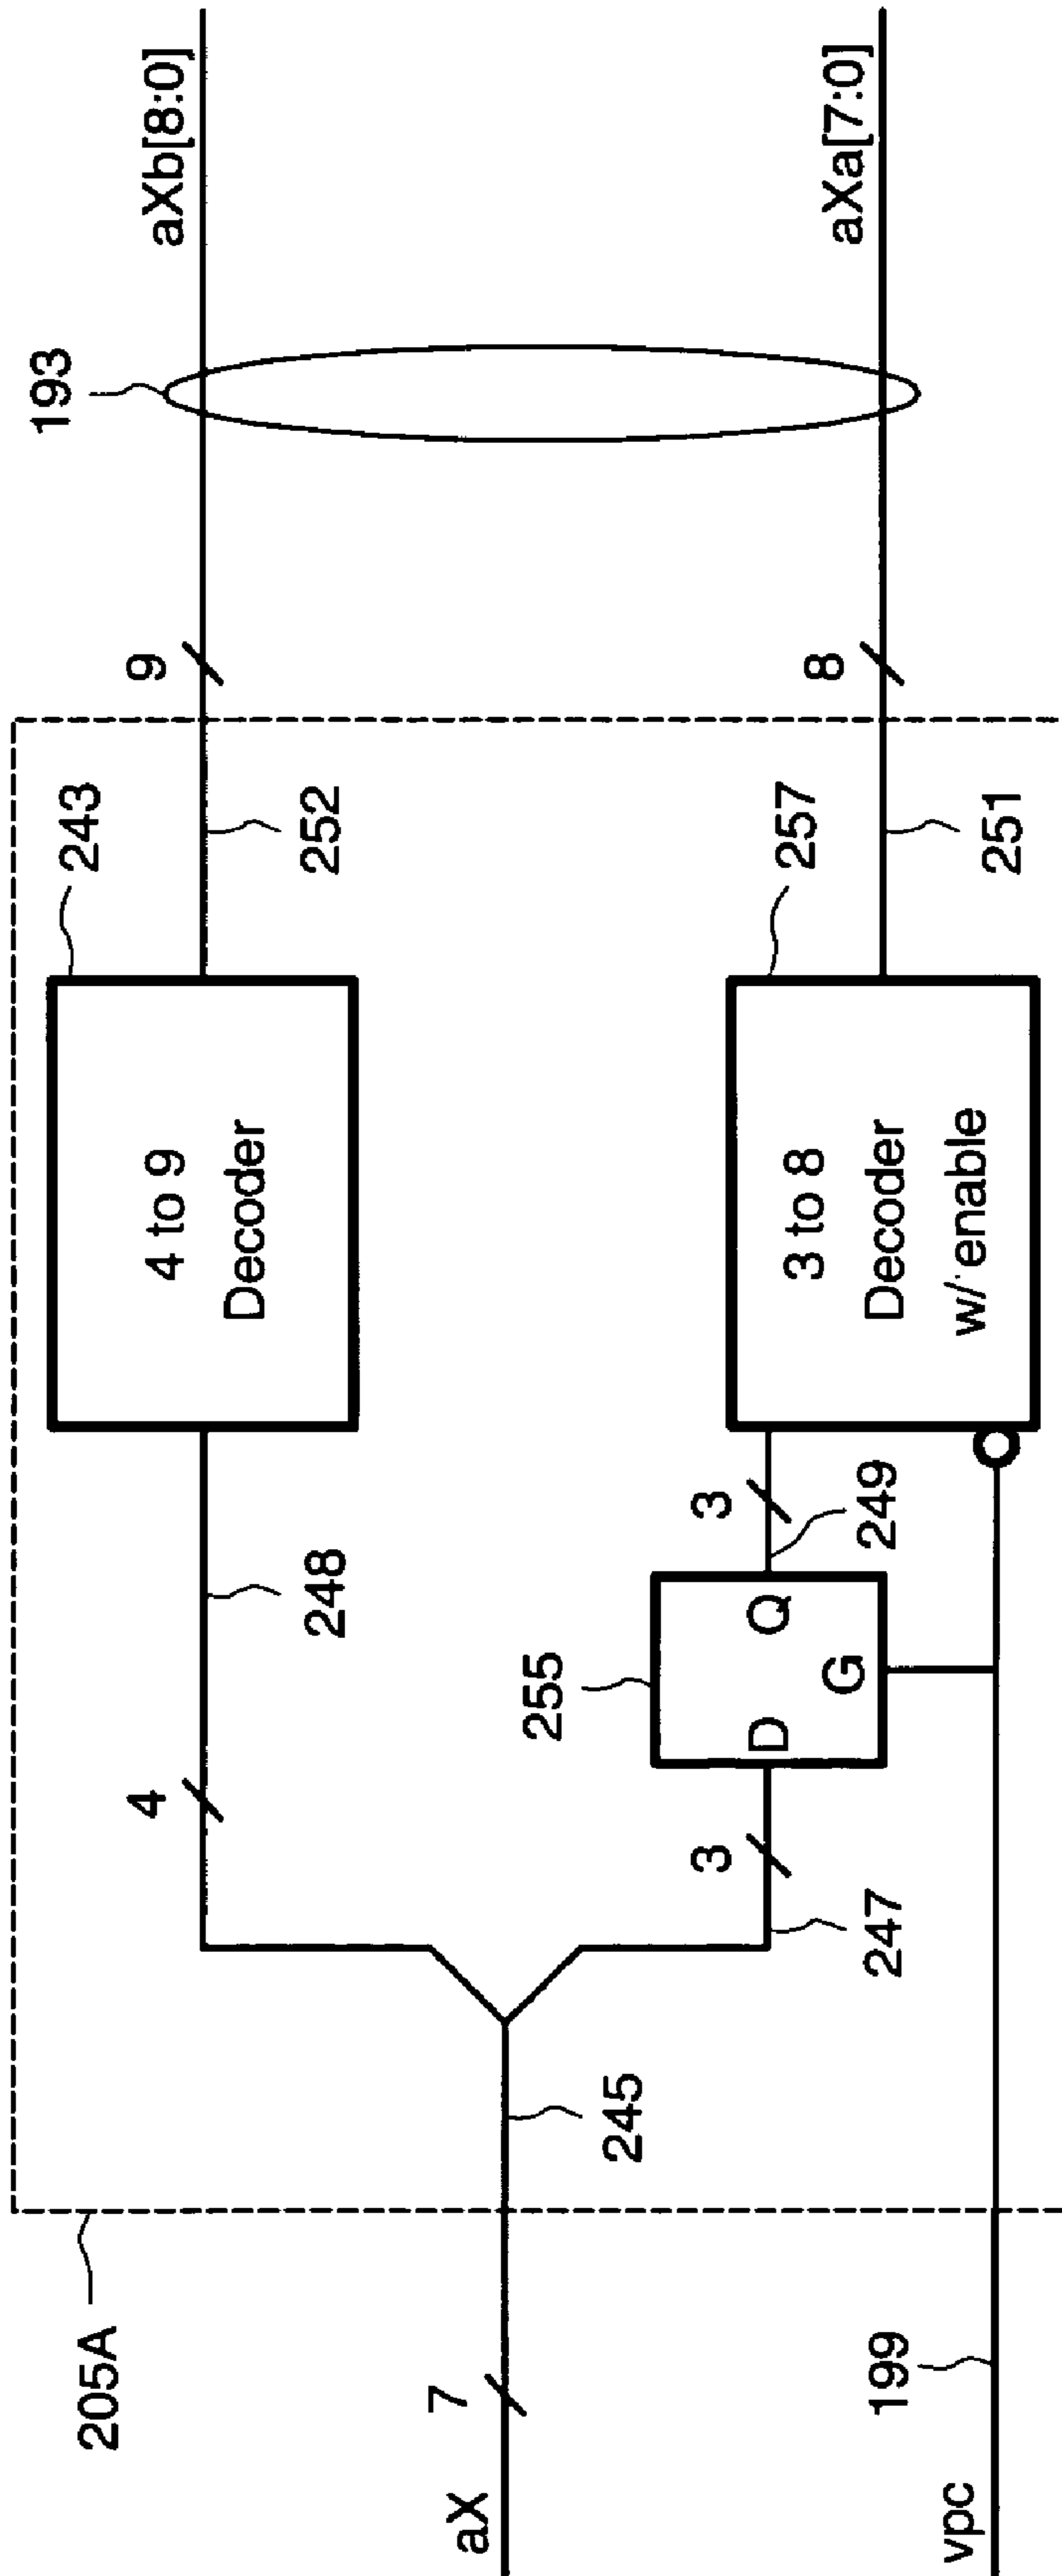 205A
aX
7
245
248
4
4 to 9
Decoder
243
252
9
193
aXb[8:0]
247
3
255
D
Q
G
3
249
3 to 8
Decoder
w/ enable
257
251
8
aXa[7:0]
vpc
199